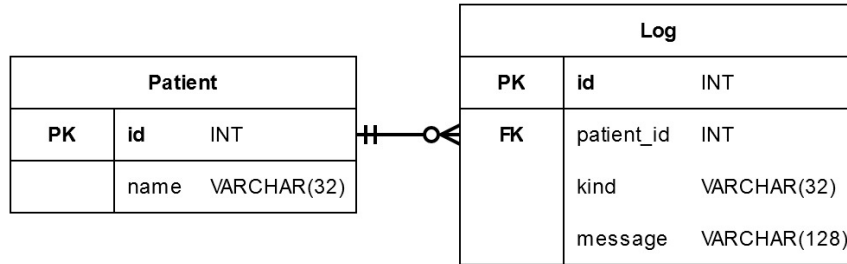 Patient
PK id INT
name VARCHAR(32)
Log
PK id INT
FK patient_id INT
kind VARCHAR(32)
message VARCHAR(128)